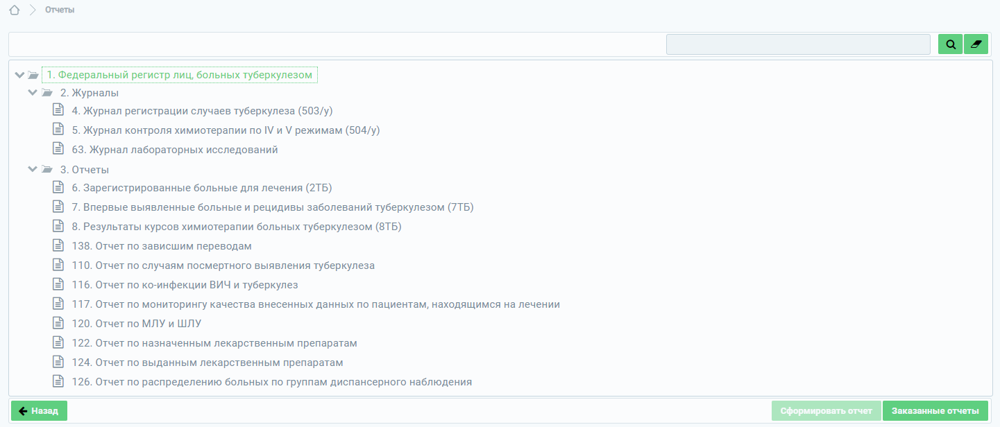 Отчеты
1. Федеральный регистр лиц, больных туберкулезом
2. Журналы
4. Журнал регистрации случаев туберкулеза (503/у)
5. Журнал контроля химиотерапии по IV и V режимам (504/у)
63. Журнал лабораторных исследований
3. Отчеты
6. Зарегистрированные больные для лечения (2ТБ)
7. Впервые выявленные больные и рецидивы заболеваний туберкулезом (7ТБ)
8. Результаты курсов химиотерапии больных туберкулезом (8ТБ)
138. Отчет по зависшим переводам
110. Отчет по случаям посмертного выявления туберкулеза
116. Отчет по ко-инфекции ВИЧ и туберкулез
117. Отчет по мониторингу качества внесенных данных по пациентам, находящимся на лечении
120. Отчет по МЛУ и ШЛУ
122. Отчет по назначенным лекарственным препаратам
124. Отчет по выданным лекарственным препаратам
126. Отчет по распределению больных по группам диспансерного наблюдения
Назад Сформировать отчет Заказанные отчеты